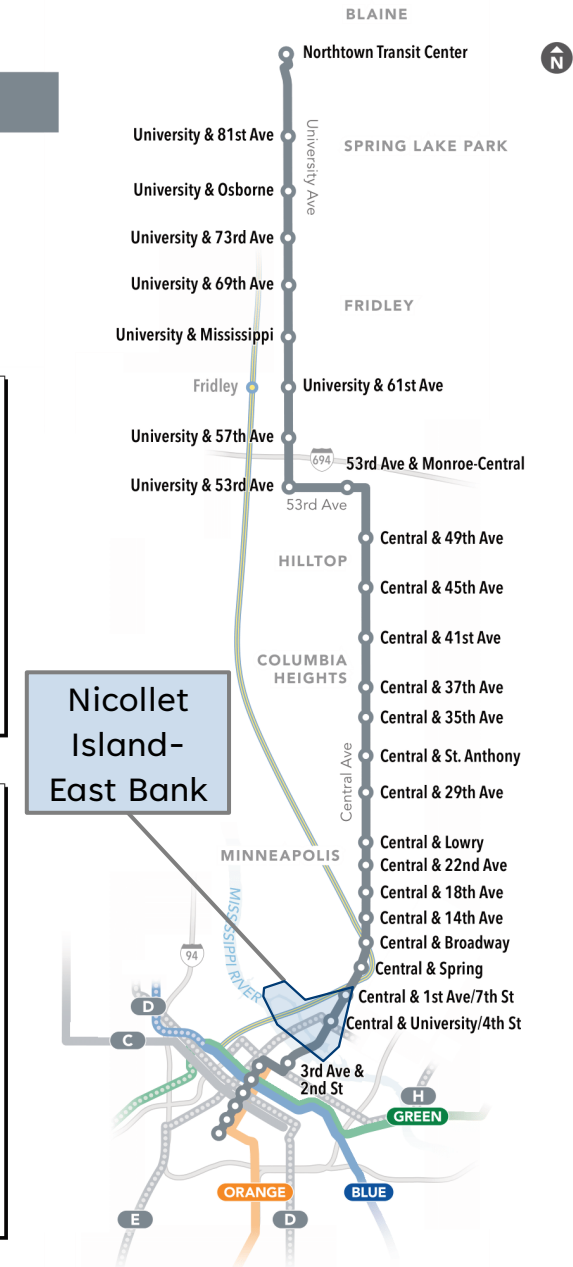 BLAINE
Northtown Transit Center
N
University & 81st Ave
University Ave
SPRING LAKE PARK
University & Osborne
University & 73rd Ave
University & 69th Ave
FRIDLEY
University & Mississippi
Fridley
University & 61st Ave
University & 57th Ave
694
53rd Ave & Monroe-Central
University & 53rd Ave
53rd Ave
Central & 49th Ave
HILLTOP
Central & 45th Ave
Central & 41st Ave
COLUMBIA
HEIGHTS
Central & 37th Ave
Central & 35th Ave
Nicollet
Island-
East Bank
Central Ave
Central & St. Anthony
Central & 29th Ave
Central & Lowry
MINNEAPOLIS
Central & 22nd Ave
Central & 18th Ave
Central & 14th Ave
MISSISSIPPI RIVER
Central & Broadway
94
Central & Spring
Central & 1st Ave/7th St
D
Central & University/4th St
C
3rd Ave &
2nd St
H
GREEN
ORANGE
BLUE
E
D